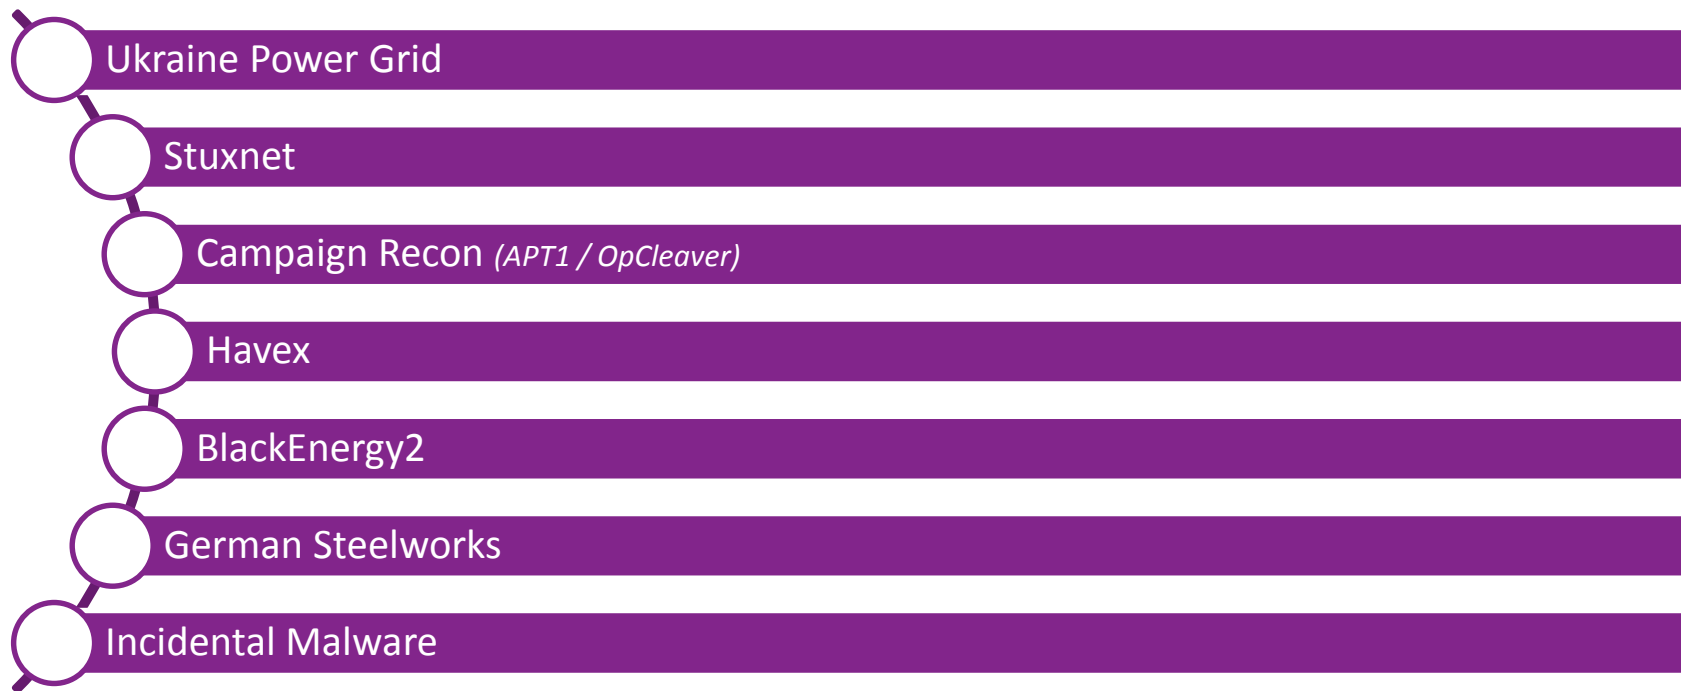 Ukraine Power Grid
Stuxnet
Campaign Recon (APT1 / OpCleaver)
Havex
BlackEnergy2
German Steelworks
Incidental Malware